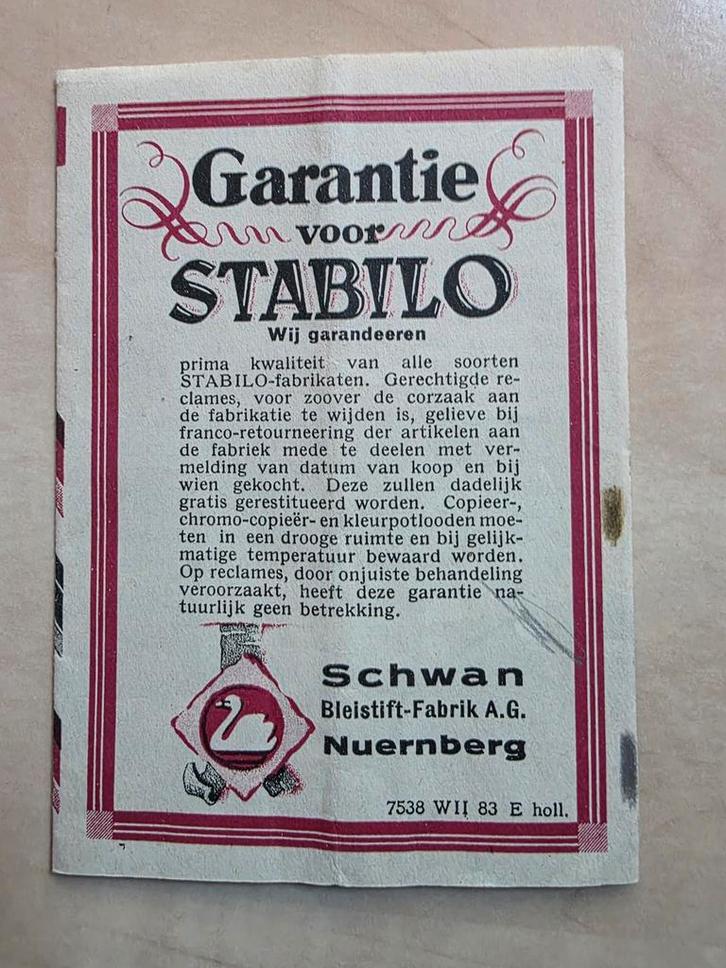 Garantie
voor
STABILO
Wij garandeeren
prima kwaliteit van alle soorten
STABILO-fabrikaten. Gerechtigde re-
clames, voor zoover de corzaak aan
de fabrikatie te wijden is, gelieve bij
franco-retourneering der artikelen aan
de fabriek mede te deelen met ver-
melding van datum van koop en bij
wien gekocht. Deze zullen dadelijk
gratis gerestitueerd worden. Copieer-,
chromo-copieër- en kleurpotlooden moe-
ten in een drooge ruimte en bij gelijk-
matige temperatuur bewaard worden.
Op reclames, door onjuiste behandeling
veroorzaakt, heeft deze garantie na-
tuurlijk geen betrekking.
Schwan
Bleistift-Fabrik A.G.
Nuernberg
7538 WII 83 E holl.